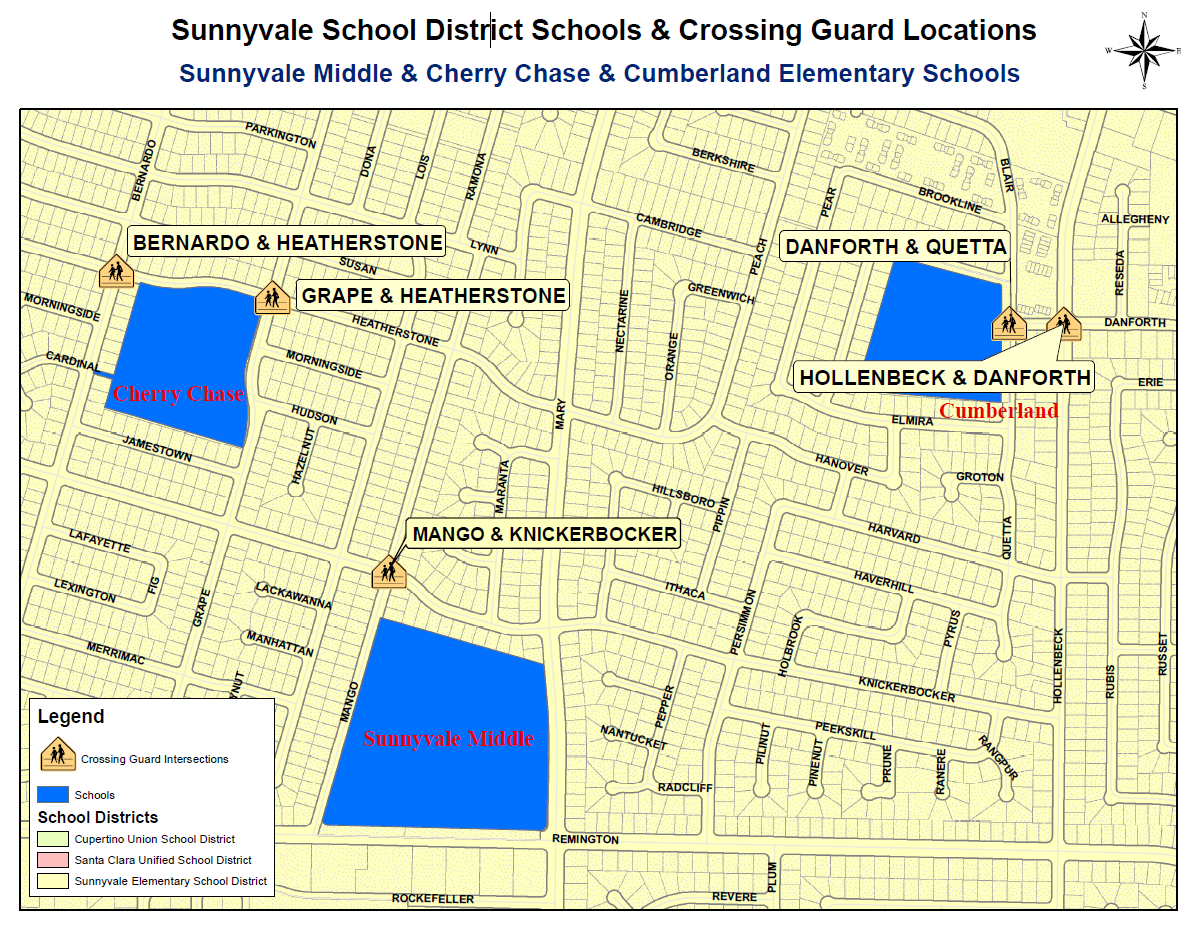 Sunnyvale School District Schools & Crossing Guard Locations
Sunnyvale Middle & Cherry Chase & Cumberland Elementary Schools
N
W
E
S
PARKINGTON
BERNARDO
DONA
LOIS
RAMONA
BERKSHIRE
BLAIR
PEAR
BROOKLINE
ALLEGHENY
CAMBRIDGE
BERNARDO & HEATHERSTONE
LYNN
PEACH
DANFORTH & QUETTA
RESEDA
SUSAN
GRAPE & HEATHERSTONE
GREENWICH
MORNINGSIDE
HEATHERSTONE
NECTARINE
ORANGE
DANFORTH
CARDINAL
MORNINGSIDE
HOLLENBECK & DANFORTH
ERIE
Cherry Chase
Cumberland
HUDSON
MARY
ELMIRA
JAMESTOWN
HAZELNUT
HANOVER
MARANTA
HILLSBORO
GROTON
PIPPIN
MANGO & KNICKERBOCKER
HARVARD
QUETTA
LAFAYETTE
FIG
LEXINGTON
LACKAWANNA
ITHACA
HAVERHILL
GRAPE
PERSIMMON
HOLBROOK
PYRUS
MANHATTAN
MERRIMAC
HOLLENBECK
RUBIS
RUSSET
YNUT
MANGO
KNICKERBOCKER
PEPPER
Sunnyvale Middle
NANTUCKET
PILINUT
PEEKSKILL
PINENUT
PRUNE
RANERE
RANGPUR
RADCLIFF
REMINGTON
PLUM
ROCKEFELLER
REVERE
Legend
Crossing Guard Intersections
Schools
School Districts
Cupertino Union School District
Santa Clara Unified School District
Sunnyvale Elementary School District